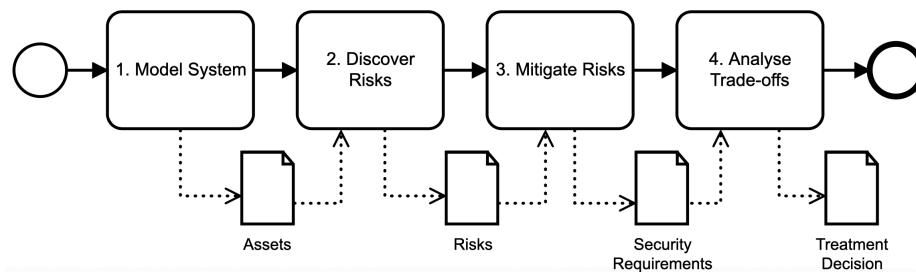 1. Model System
2. Discover
Risks
3. Mitigate Risks
4. Analyse
Trade-offs
Assets
Risks
Security
Requirements
Treatment
Decision